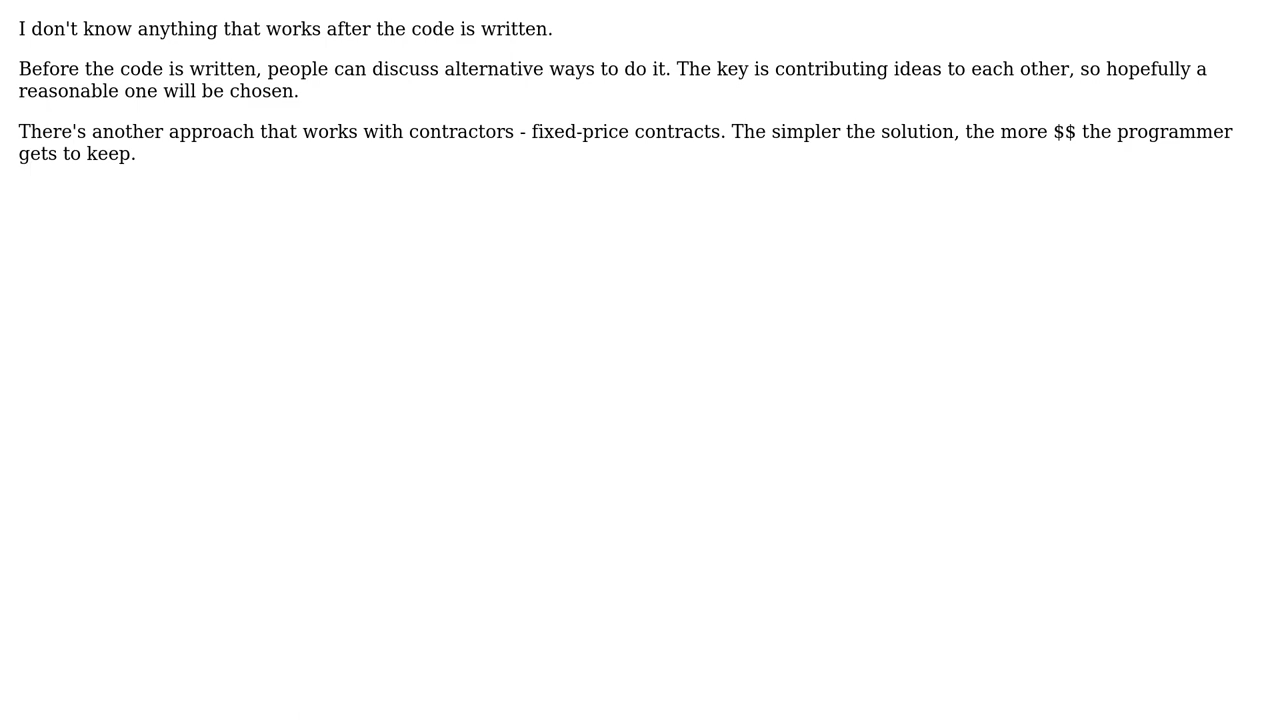 I don't know anything that works after the code is written.
Before the code is written, people can discuss alternative ways to do it. The key is contributing ideas to each other, so hopefully a
reasonable one will be chosen.
There's another approach that works with contractors - fixed-price contracts. The simpler the solution, the more $$ the programmer
gets to keep.